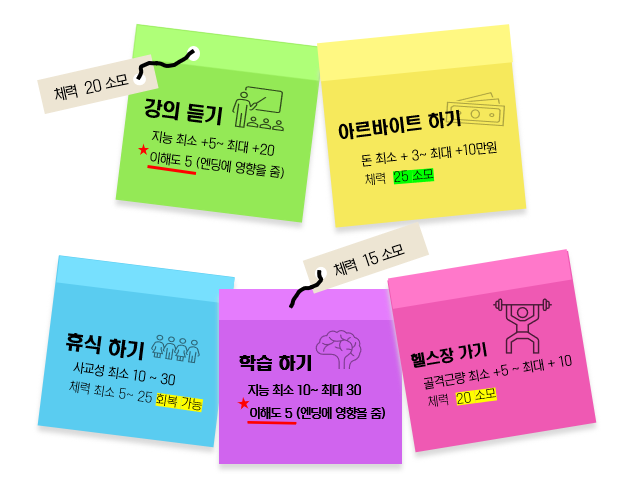 체력 20 소모
강의 듣기
지능 최소 +5~ 최대 +20
★이해도 5 (엔딩에 영향을 줌)
아르바이트 하기
돈 최소 + 3~ 최대 +10만원
체력 25 소모
휴식 하기
사교성 최소 10 ~ 30
체력 최소 5~ 25 회복 가능
체력 15 소모
학습 하기
지능 최소 10~ 최대 30
★이해도 5 (엔딩에 영향을 줌)
헬스장 가기
골격근량 최소 +5 ~ 최대 + 10
체력 20 소모